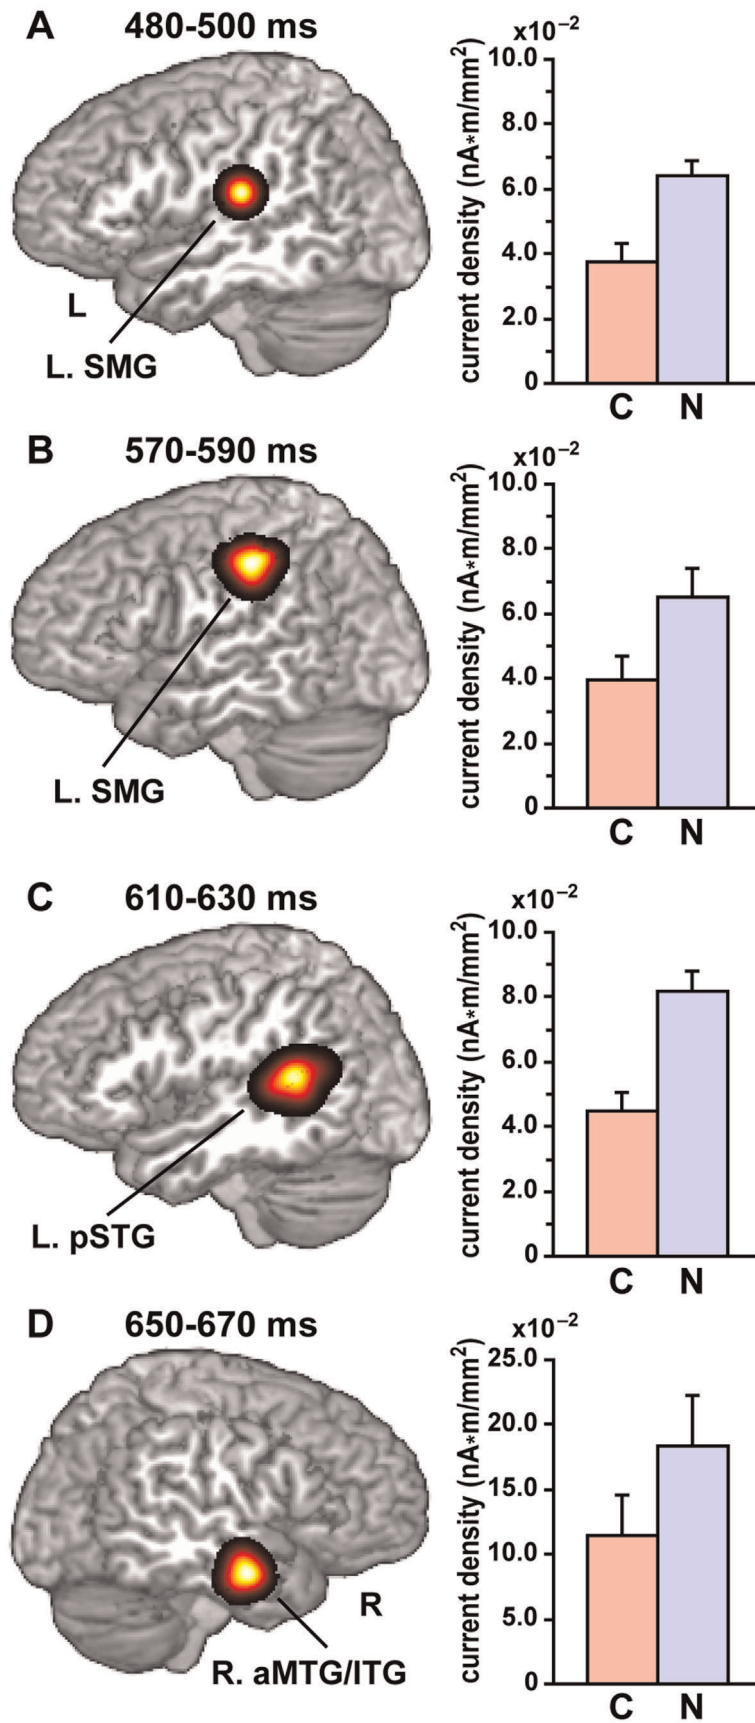 A 480-500 ms
L
L. SMG
x10−2
current density (nA*m/mm2)
10.0
8.0
6.0
4.0
2.0
0
C N
B 570-590 ms
L. SMG
x10−2
current density (nA*m/mm2)
10.0
8.0
6.0
4.0
2.0
0
C N
C 610-630 ms
L. pSTG
x10−2
current density (nA*m/mm2)
10.0
8.0
6.0
4.0
2.0
0
C N
D 650-670 ms
R
R. aMTG/ITG
x10−2
current density (nA*m/mm2)
25.0
20.0
15.0
10.0
5.0
0
C N